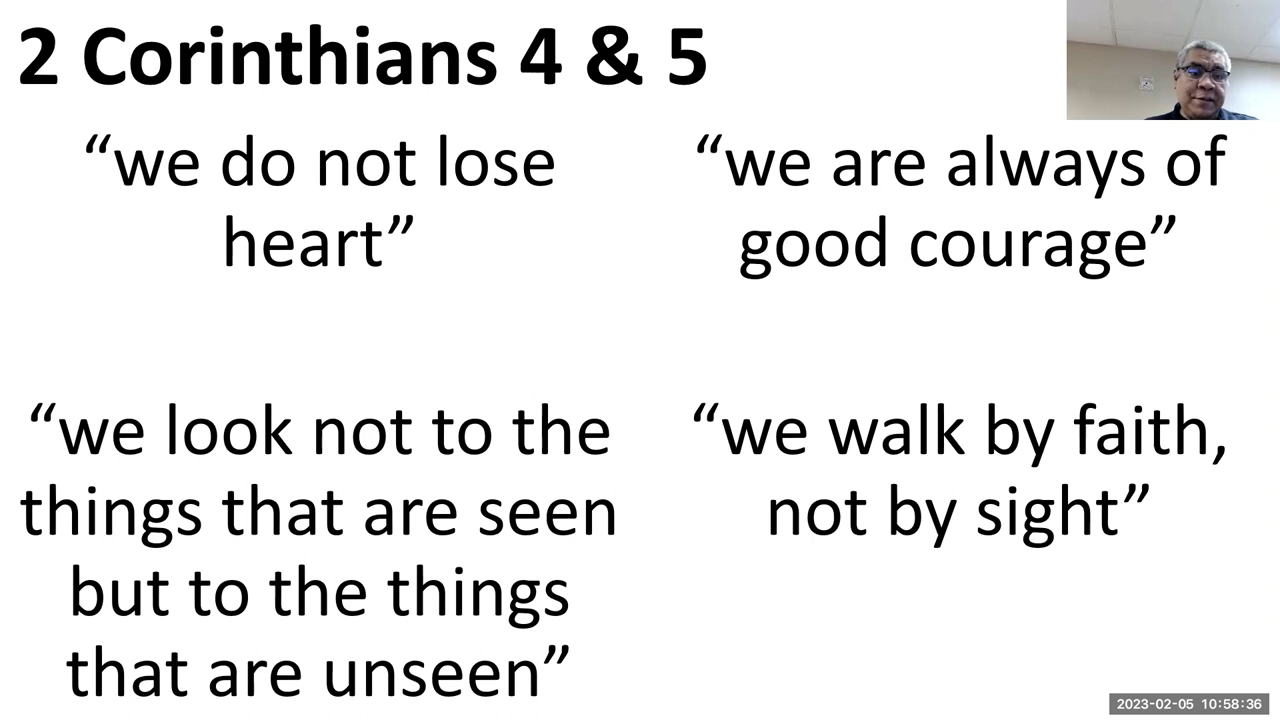 2 Corinthians 4 & 5
“we do not lose
heart”
“we are always of
good courage”
“we look not to the
things that are seen
but to the things
that are unseen”
“we walk by faith,
not by sight”
2023-02-05 10:58:36